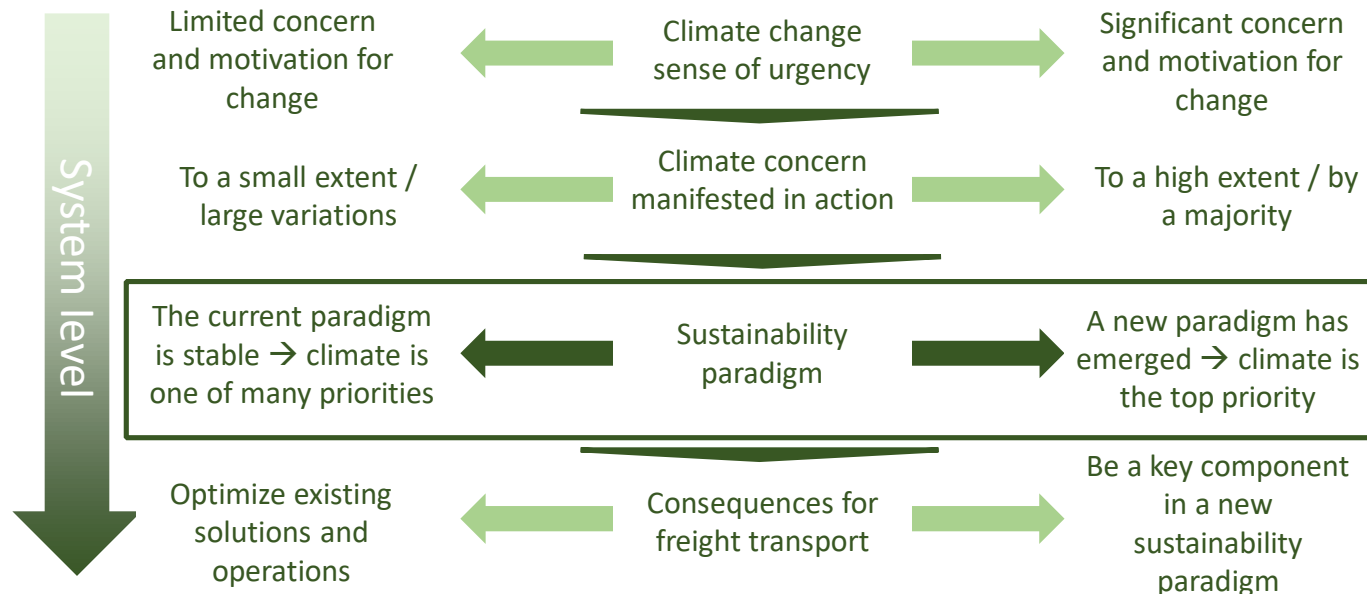 System level
Limited concern
and motivation for
change
Climate change
sense of urgency
Significant concern
and motivation for
change
To a small extent /
large variations
Climate concern
manifested in action
To a high extent / by
a majority
The current paradigm
is stable → climate is
one of many priorities
Sustainability
paradigm
A new paradigm has
emerged → climate is
the top priority
Optimize existing
solutions and
operations
Consequences for
freight transport
Be a key component
in a new
sustainability
paradigm